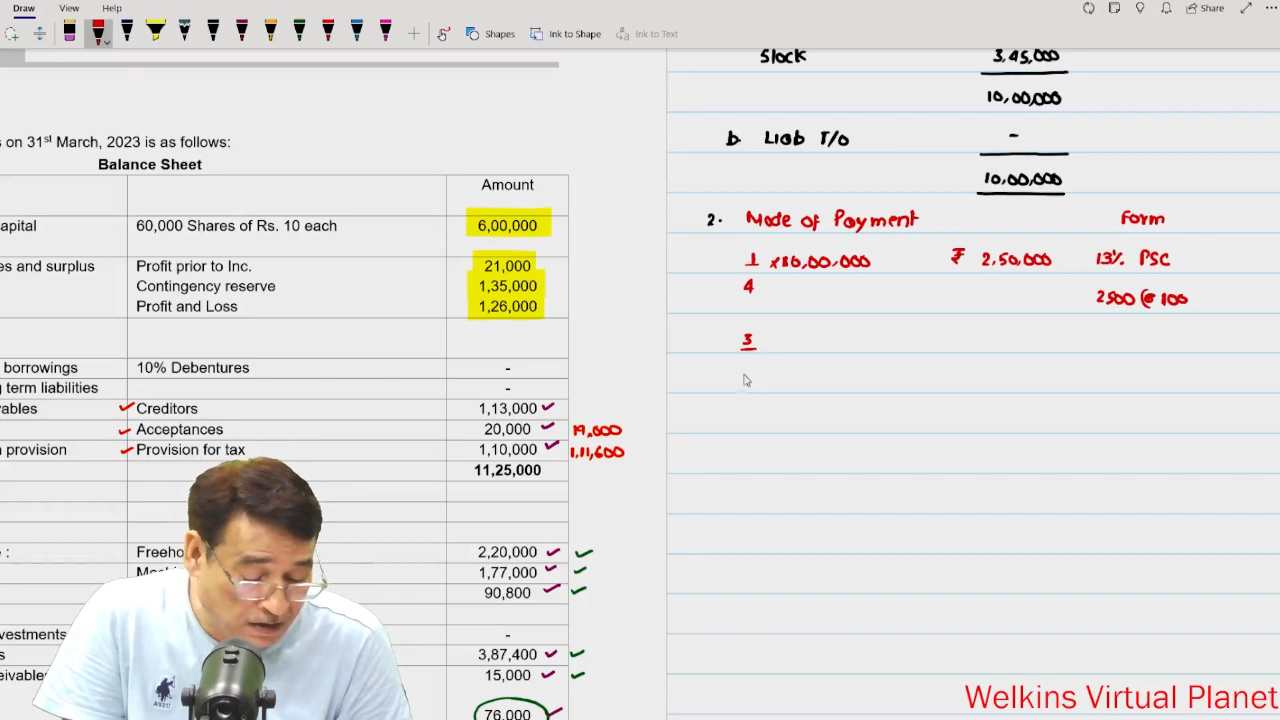 Draw View Help
Share
Shapes Ink to Shape Ink to Text
s on 31st March, 2023 is as follows:
Balance Sheet
Amount
apital 60,000 Shares of Rs. 10 each 6,00,000
es and surplus Profit prior to Inc. 21,000
Contingency reserve 1,35,000
Profit and Loss 1,26,000
borrowings 10% Debentures -
g term liabilities -
ables Creditors 1,13,000
Acceptances 20,000 19,000
n provision Provision for tax 1,10,000 1,11,600
11,25,000
e : Freeho 2,20,000
1,77,000
90,800
vestments -
s 3,87,400
eivable 15,000
76,000
Stock 3,45,000
10,00,000
b Liab T/O -
10,00,000
2. Mode of Payment Form
1/4 x10,00,000 ₹ 2,50,000 13% PSC
2500 @ 100
3
Welkins Virtual Planet